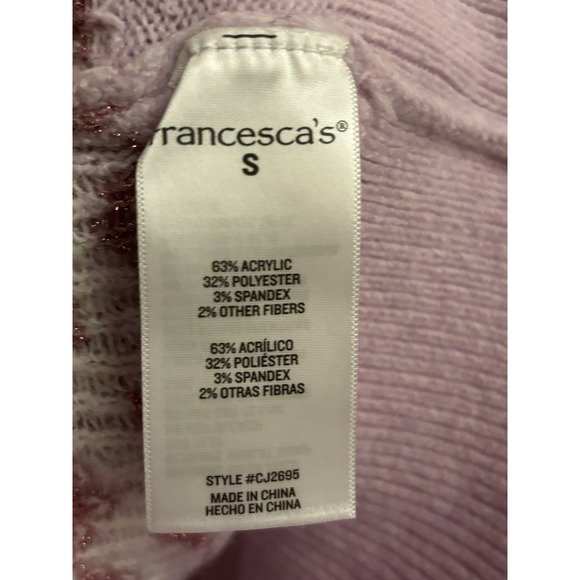 francesca's®
S
63% ACRYLIC
32% POLYESTER
3% SPANDEX
2% OTHER FIBERS
63% ACRÍLICO
32% POLIÉSTER
3% SPANDEX
2% OTRAS FIBRAS
STYLE #CJ2695
MADE IN CHINA
HECHO EN CHINA